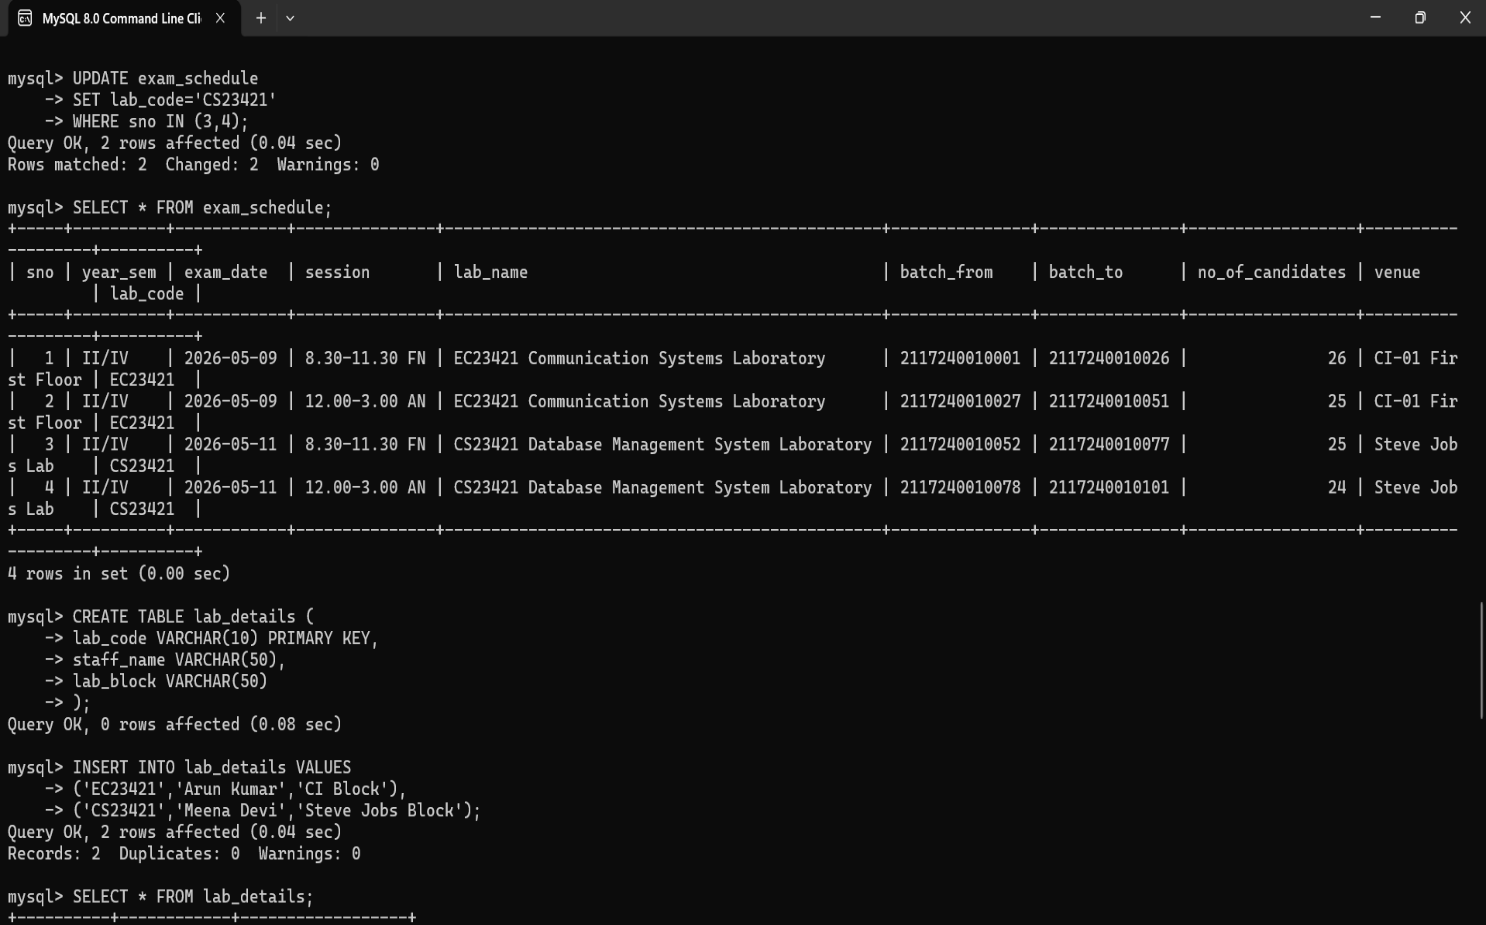 MySQL 8.0 Command Line Cli
mysql> UPDATE exam_schedule
    -> SET lab_code='CS23421'
    -> WHERE sno IN (3,4);
Query OK, 2 rows affected (0.04 sec)
Rows matched: 2  Changed: 2  Warnings: 0

mysql> SELECT * FROM exam_schedule;
+-----+----------+------------+---------------+-----------------------------------------------+---------------+---------------+------------------+----------
---------+----------+
| sno | year_sem | exam_date  | session       | lab_name                                      | batch_from    | batch_to      | no_of_candidates | venue
         | lab_code |
+-----+----------+------------+---------------+-----------------------------------------------+---------------+---------------+------------------+----------
---------+----------+
|   1 | II/IV    | 2026-05-09 | 8.30-11.30 FN | EC23421 Communication Systems Laboratory      | 2117240010001 | 2117240010026 |               26 | CI-01 Fir
st Floor | EC23421  |
|   2 | II/IV    | 2026-05-09 | 12.00-3.00 AN | EC23421 Communication Systems Laboratory      | 2117240010027 | 2117240010051 |               25 | CI-01 Fir
st Floor | EC23421  |
|   3 | II/IV    | 2026-05-11 | 8.30-11.30 FN | CS23421 Database Management System Laboratory | 2117240010052 | 2117240010077 |               25 | Steve Job
s Lab    | CS23421  |
|   4 | II/IV    | 2026-05-11 | 12.00-3.00 AN | CS23421 Database Management System Laboratory | 2117240010078 | 2117240010101 |               24 | Steve Job
s Lab    | CS23421  |
+-----+----------+------------+---------------+-----------------------------------------------+---------------+---------------+------------------+----------
---------+----------+
4 rows in set (0.00 sec)

mysql> CREATE TABLE lab_details (
    -> lab_code VARCHAR(10) PRIMARY KEY,
    -> staff_name VARCHAR(50),
    -> lab_block VARCHAR(50)
    -> );
Query OK, 0 rows affected (0.08 sec)

mysql> INSERT INTO lab_details VALUES
    -> ('EC23421','Arun Kumar','CI Block'),
    -> ('CS23421','Meena Devi','Steve Jobs Block');
Query OK, 2 rows affected (0.04 sec)
Records: 2  Duplicates: 0  Warnings: 0

mysql> SELECT * FROM lab_details;
+----------+------------+------------------+